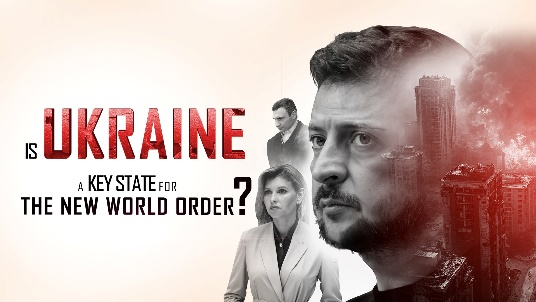 IS UKRAINE
A KEY STATE FOR
THE NEW WORLD ORDER?